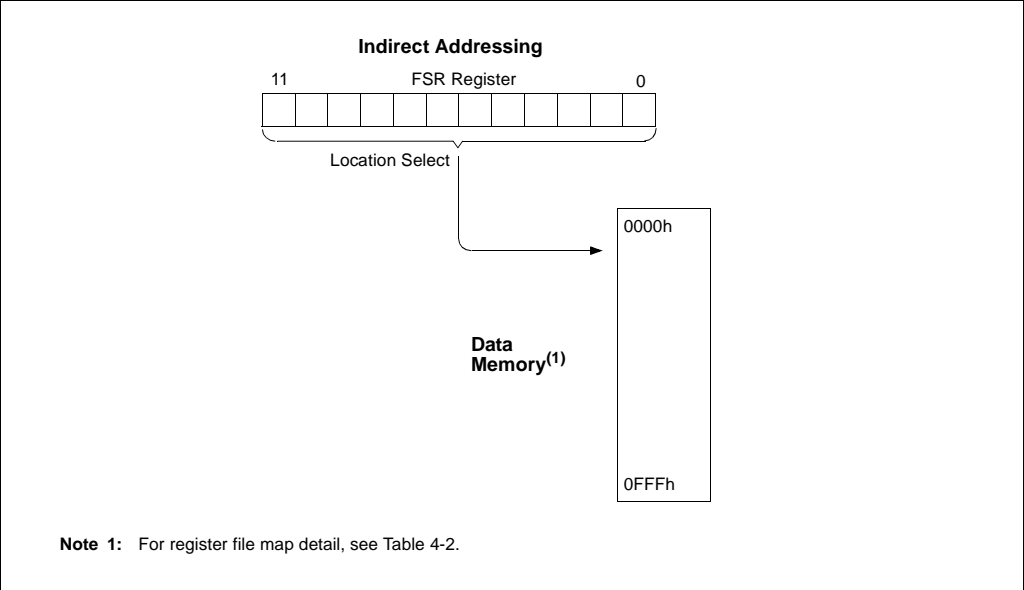 Indirect Addressing
11 FSR Register 0
Location Select
0000h
Data
Memory(1)
0FFFh
Note 1: For register file map detail, see Table 4-2.